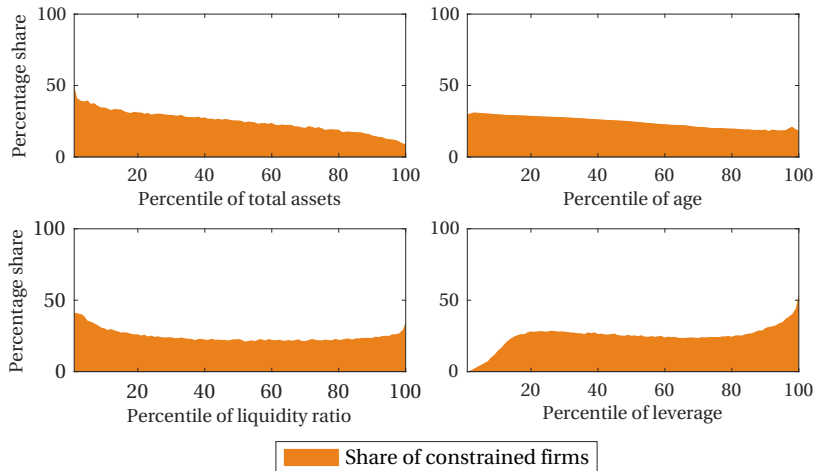 100
50
0
Percentage share
20 40 60 80 100
Percentile of total assets
100
50
0
20 40 60 80 100
Percentile of age
100
50
0
Percentage share
20 40 60 80 100
Percentile of liquidity ratio
100
50
0
20 40 60 80 100
Percentile of leverage
Share of constrained firms